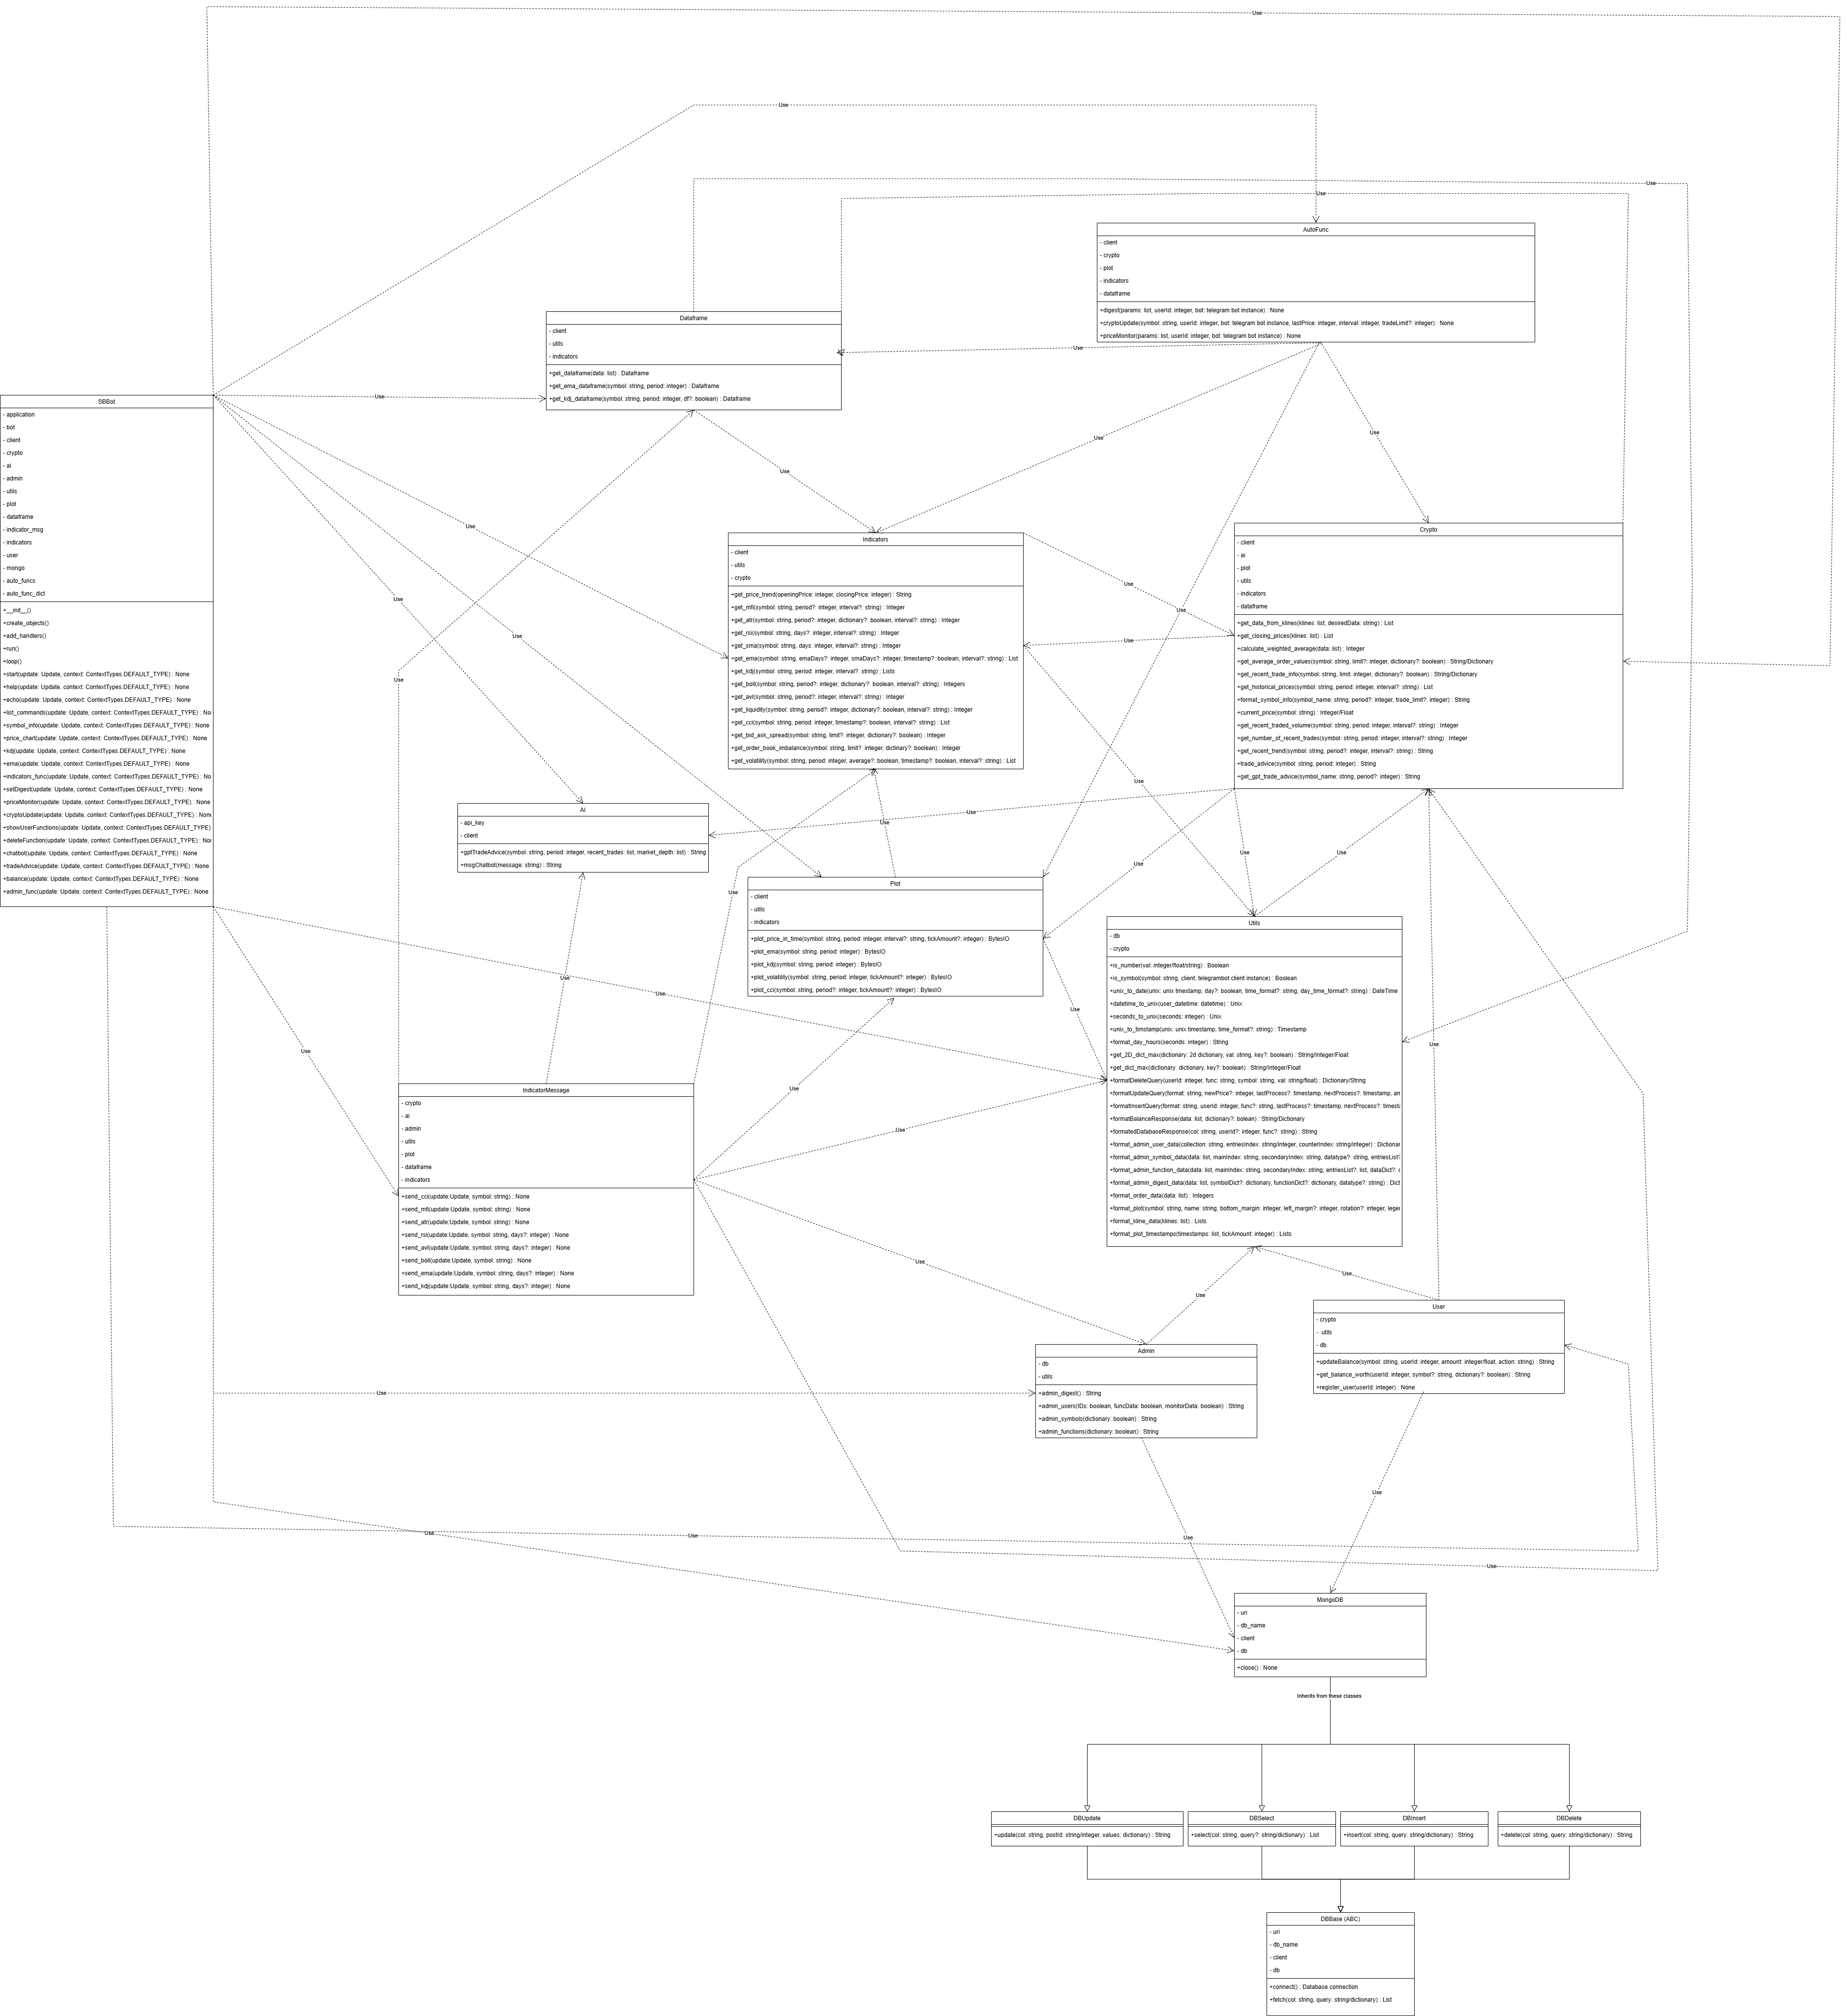 Use
Use
Use
Use
AutoFunc
- client
- crypto
- plot
- indicators
- dataframe
+digest(params: list, userId: integer, bot: telegram bot instance) : None
+cryptoUpdate(symbol: string, userId: integer, bot: telegram bot instance, lastPrice: integer, interval: integer, tradeLimit?: integer) : None
+priceMonitor(params: list, userId: integer, bot: telegram bot instance) : None
Dataframe
- client
- utils
- indicators
+get_dataframe(data: list) : Dataframe
+get_ema_dataframe(symbol: string, period: integer) : Dataframe
+get_kdj_dataframe(symbol: string, period: integer, df?: boolean) : Dataframe
Use
Use
SBBot
- application
- bot
- client
- crypto
- ai
- admin
- utils
- plot
- dataframe
- indicator_msg
- indicators
- user
- mongo
- auto_funcs
- auto_func_dict
+__init__()
+create_objects()
+add_handlers()
+run()
+loop()
+start(update: Update, context: ContextTypes.DEFAULT_TYPE) : None
+help(update: Update, context: ContextTypes.DEFAULT_TYPE) : None
+echo(update: Update, context: ContextTypes.DEFAULT_TYPE) : None
+list_commands(update: Update, context: ContextTypes.DEFAULT_TYPE) : No
+symbol_info(update: Update, context: ContextTypes.DEFAULT_TYPE) : None
+price_chart(update: Update, context: ContextTypes.DEFAULT_TYPE) : None
+kdj(update: Update, context: ContextTypes.DEFAULT_TYPE) : None
+ema(update: Update, context: ContextTypes.DEFAULT_TYPE) : None
+indicators_func(update: Update, context: ContextTypes.DEFAULT_TYPE) : No
+setDigest(update: Update, context: ContextTypes.DEFAULT_TYPE) : None
+priceMonitor(update: Update, context: ContextTypes.DEFAULT_TYPE) : None
+cryptoUpdate(update: Update, context: ContextTypes.DEFAULT_TYPE) : None
+showUserFunctions(update: Update, context: ContextTypes.DEFAULT_TYPE)
+deleteFunction(update: Update, context: ContextTypes.DEFAULT_TYPE) : No
+chatbot(update: Update, context: ContextTypes.DEFAULT_TYPE) : None
+tradeAdvice(update: Update, context: ContextTypes.DEFAULT_TYPE) : None
+balance(update: Update, context: ContextTypes.DEFAULT_TYPE) : None
+admin_func(update: Update, context: ContextTypes.DEFAULT_TYPE) : None
Use
Use
Use
Use
Indicators
- client
- utils
- crypto
+get_price_trend(openingPrice: integer, closingPrice: integer) : String
+get_mfi(symbol: string, period?: integer, interval?: string) : Integer
+get_atr(symbol: string, period?: integer, dictionary?: boolean, interval?: string) : Integer
+get_rsi(symbol: string, days?: integer, interval?: string) : Integer
+get_sma(symbol: string, days: integer, interval?: string) : Integer
+get_ema(symbol: string, emaDays?: integer, smaDays?: integer, timestamp?: boolean, interval?: string) : List
+get_kdj(symbol: string, period: integer, interval?: string) : Lists
+get_boll(symbol: string, period?: integer, dictionary?: boolean, interval?: string) : Integers
+get_avl(symbol: string, period?: integer, interval?: string) : Integer
+get_liquidity(symbol: string, period?: integer, dictionary?: boolean, interval?: string) : Integer
+get_cci(symbol: string, period: integer, timestamp?: boolean, interval?: string) : List
+get_bid_ask_spread(symbol: string, limit?: integer, dictionary?: boolean) : Integer
+get_order_book_imbalance(symbol: string, limit?: integer, dictinary?: boolean) : Integer
+get_volatility(symbol: string, period: integer, average?: boolean, timestamp?: boolean, interval?: string) : List
Crypto
- client
- ai
- plot
- utils
- indicators
- dataframe
+get_data_from_klines(klines: list, desiredData: string) : List
+get_closing_prices(klines: list) : List
+calculate_weighted_average(data: list) : Integer
+get_average_order_values(symbol: string, limit?: integer, dictionary?: boolean) : String/Dictionary
+get_recent_trade_info(symbol: string, limit: integer, dictionary?: boolean) : String/Dictionary
+get_historical_prices(symbol: string, period: integer, interval?: string) : List
+format_symbol_info(symbol_name: string, period?: integer, trade_limit?: integer) : String
+current_price(symbol: string) : Integer/Float
+get_recent_traded_volume(symbol: string, period: integer, interval?: string) : Integer
+get_number_of_recent_trades(symbol: string, period: integer, interval?: string) : Integer
+get_recent_trend(symbol: string, period?: integer, interval?: string) : String
+trade_advice(symbol: string, period: integer) : String
+get_gpt_trade_advice(symbol_name: string, period?: integer) : String
Use
Use
Use
Use
Use
Use
Use
AI
- api_key
- client
+gptTradeAdvice(symbol: string, period: integer, recent_trades: list, market_depth: list) : String
+msgChatbot(message: string) : String
Use
Use
Use
Use
Use
Use
Plot
- client
- utils
- indicators
+plot_price_in_time(symbol: string, period: integer, interval?: string, tickAmount?: integer) : BytesIO
+plot_ema(symbol: string, period: integer) : BytesIO
+plot_kdj(symbol: string, period: integer) : BytesIO
+plot_volatility(symbol: string, period: integer, tickAmount?: integer) : BytesIO
+plot_cci(symbol: string, period?: integer, tickAmount?: integer) : BytesIO
Utils
- db
- crypto
+is_number(val: integer/float/string) : Boolean
+is_symbol(symbol: string, client: telegrambot client instance) : Boolean
+unix_to_date(unix: unix tmestamp, day?: boolean, time_format?: string, day_time_format?: string) : DateTime
+datetime_to_unix(user_datetime: datetime) : Unix
+seconds_to_unix(seconds: integer) : Unix
+unix_to_timstamp(unix: unix timestamp, time_format?: string) : Timestamp
+format_day_hours(seconds: integer) : String
+get_2D_dict_max(dictionary: 2d dictionary, val: string, key?: boolean) : String/Integer/Float
+get_dict_max(dictionary: dictionary, key?: boolean) : String/Integer/Float
+formatDeleteQuery(userId: integer, func: string, symbol: string, val: string/float) : Dictionary/String
+formatUpdateQuery(format: string, newPrice?: integer, lastProcess?: timestamp, nextProcess?: timestamp, am
+formatInsertQuery(format: string, userId: integer, func?: string, lastProcess?: timestamp, nextProcess?: timesta
+formatBalanceResponse(data: list, dictionary?: bolean) : String/Dictionary
+formatedDatabaseResponse(col: string, userId?: integer, func?: string) : String
+format_admin_user_data(collection: string, entriesIndex: string/integer, counterIndex: string/integer) : Dictionar
+format_admin_symbol_data(data: list, mainIndex: string, secondaryIndex: string, datatype?: string, entriesList?
+format_admin_function_data(data: list, mainIndex: string, secondaryIndex: string, entriesList?: list, dataDict?: c
+format_admin_digest_data(data: list, symbolDict?: dictionary, functionDict?: dictionary, datatype?: string) : Dict
+format_order_data(data: list) : Integers
+format_plot(symbol: string, name: string, bottom_margin: integer, left_margin?: integer, rotation?: integer, leger
+format_kline_data(klines: list) : Lists
+format_plot_timestamps(timestamps: list, tickAmount: integer) : Lists
Use
Use
Use
Use
Use
IndicatorMessage
- crypto
- ai
- admin
- utils
- plot
- dataframe
- indicators
+send_cci(update:Update, symbol: string) : None
+send_mfi(update:Update, symbol: string) : None
+send_atr(update:Update, symbol: string) : None
+send_rsi(update:Update, symbol: string, days?: integer) : None
+send_avl(update:Update, symbol: string, days?: integer) : None
+send_boll(update:Update, symbol: string) : None
+send_ema(update:Update, symbol: string, days?: integer) : None
+send_kdj(update:Update, symbol: string, days?: integer) : None
Use
Use
Use
Use
Use
User
- crypto
- utils
- db
+updateBalance(symbol: string, userId: integer, amount: integer/float, action: string) : String
+get_balance_worth(userId: integer, symbol?: string, dictionary?: boolean) : String
+register_user(userId: integer) : None
Admin
- db
- utils
+admin_digest() : String
+admin_users(IDs: boolean, funcData: boolean, monitorData: boolean) : String
+admin_symbols(dictionary: boolean) : String
+admin_functions(dictionary: boolean) : String
Use
Use
Use
Use
Use
Use
MongoDB
- uri
- db_name
- client
- db
+close() : None
Inherits from these classes
DBUpdate
+update(col: string, postId: string/integer, values: dictionary) : String
DBSelect
+select(col: string, query?: string/dictionary) : List
DBInsert
+insert(col: string, query: string/dictionary) : String
DBDelete
+delete(col: string, query: string/dictionary) : String
DBBase (ABC)
- uri
- db_name
- client
- db
+connect() : Database connection
+fetch(col: string, query: string/dictionary) : List